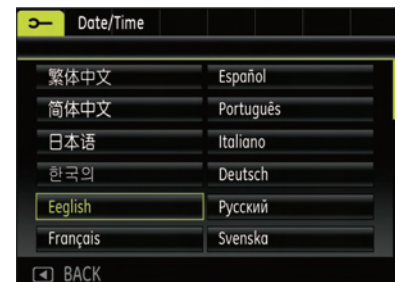 Date/Time
繁体中文 Español
简体中文 Português
日本语 Italiano
한국의 Deutsch
Eeglish Русский
Français Svenska
BACK